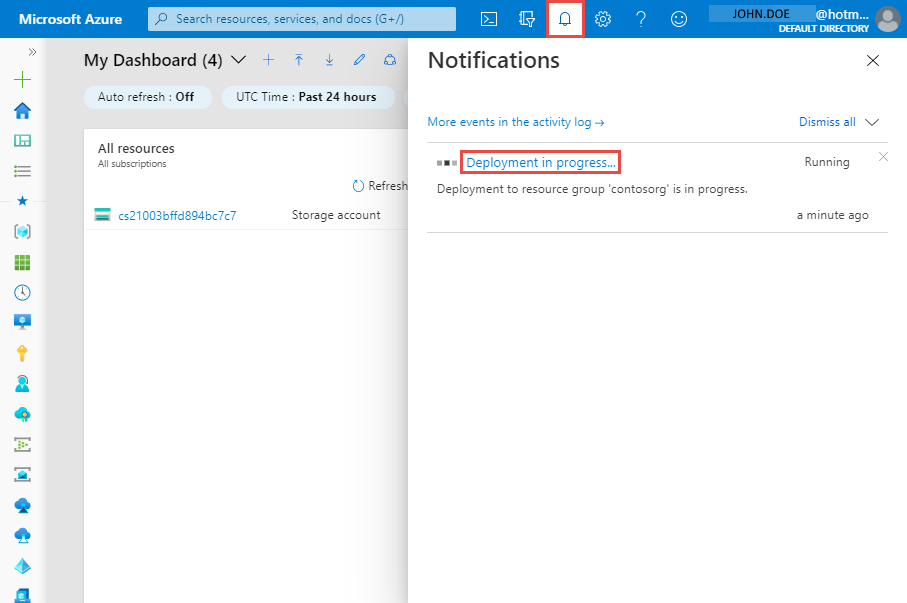 Microsoft Azure
Search resources, services, and docs (G+/)
JOHN.DOE @hotm...
DEFAULT DIRECTORY
My Dashboard (4)
Auto refresh : Off
UTC Time : Past 24 hours
All resources
All subscriptions
Refresh
cs21003bffd894bc7c7 Storage account
Notifications
More events in the activity log →
Dismiss all
Deployment in progress...
Running
Deployment to resource group 'contosorg' is in progress.
a minute ago